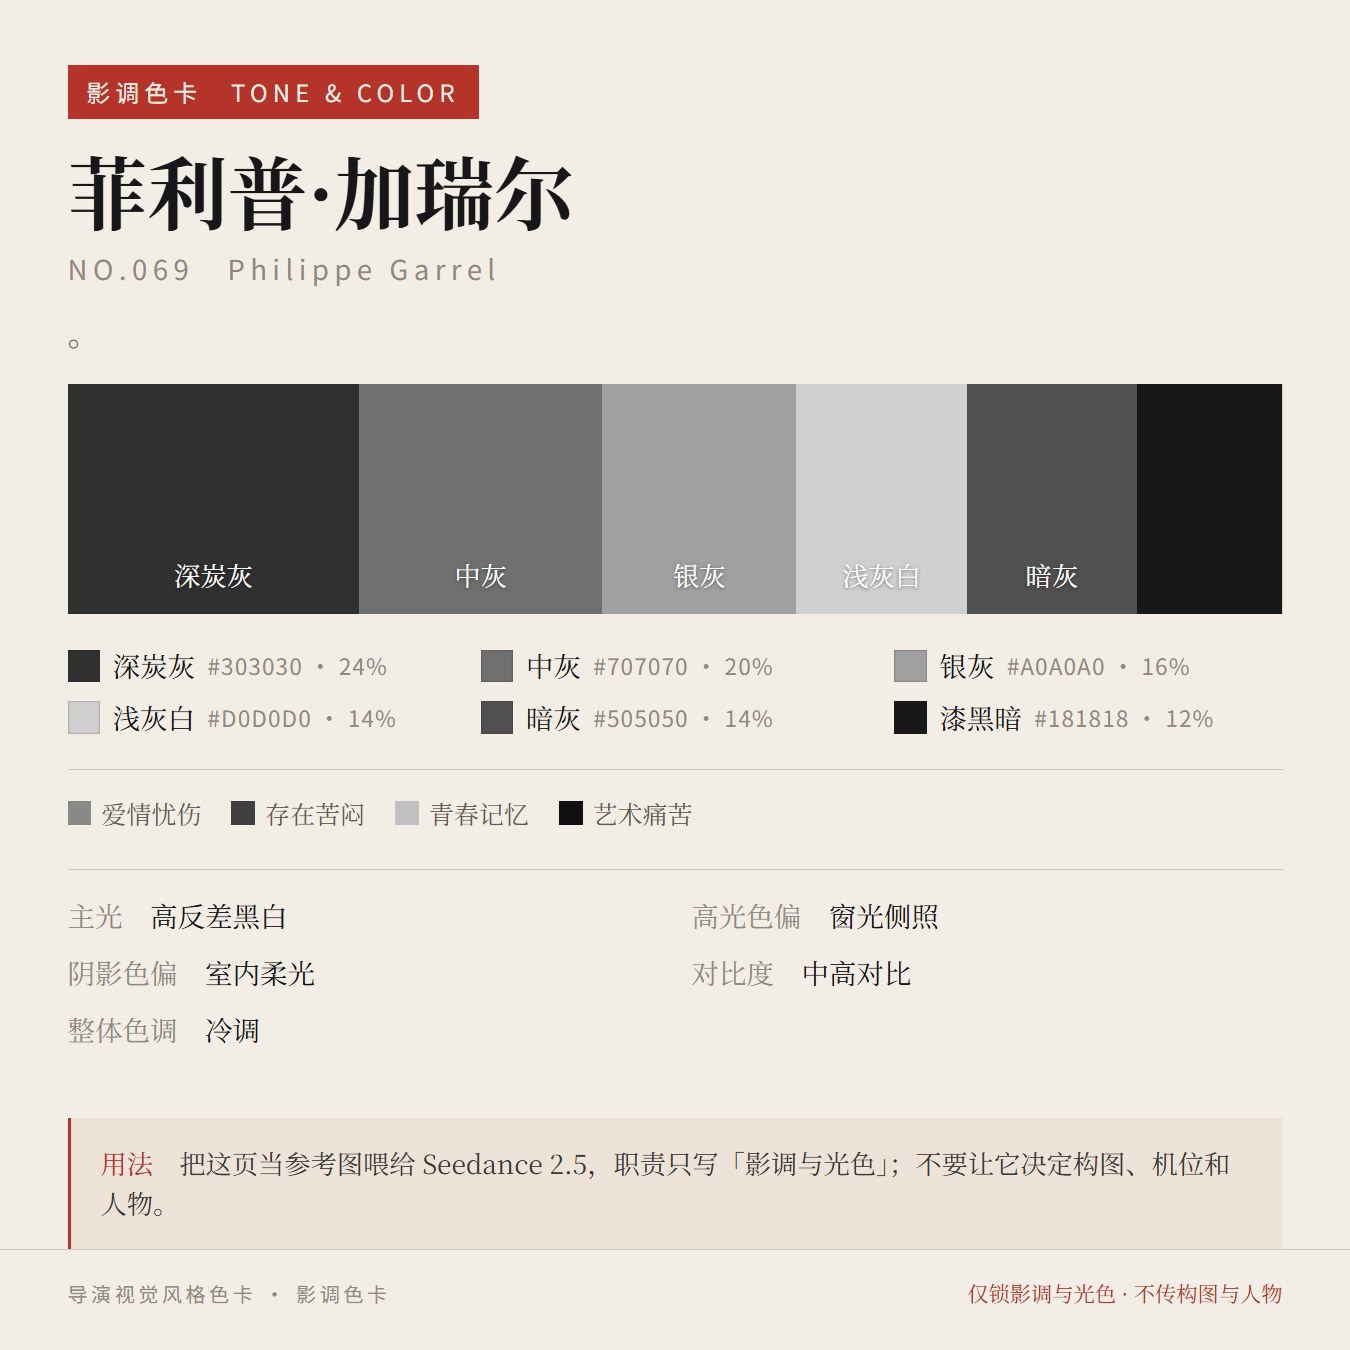 影调色卡 TONE & COLOR
菲利普·加瑞尔
NO.069 Philippe Garrel
。
深炭灰 中灰 银灰 浅灰白 暗灰
深炭灰 #303030 · 24% 中灰 #707070 · 20% 银灰 #A0A0A0 · 16%
浅灰白 #D0D0D0 · 14% 暗灰 #505050 · 14% 漆黑暗 #181818 · 12%
爱情忧伤 存在苦闷 青春记忆 艺术痛苦
主光 高反差黑白 高光色偏 窗光侧照
阴影色偏 室内柔光 对比度 中高对比
整体色调 冷调
用法 把这页当参考图喂给 Seedance 2.5，职责只写「影调与光色」；不要让它决定构图、机位和
人物。
导演视觉风格色卡 · 影调色卡 仅锁影调与光色 · 不传构图与人物